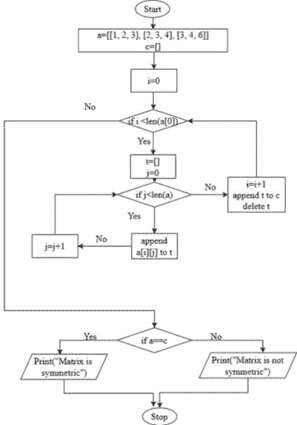 Start
a=[[1, 2, 3], [2, 3, 4], [3, 4, 6]]
c=[]
i=0
No
if i <len(a[0])
Yes
t=[]
j=0
i=i+1
append t to c
delete t
if j<len(a)
No
Yes
j=j+1
No
append
a[i][j] to t
Yes
if a==c
No
Print("Matrix is
symmetric")
Print("Matrix is not
symmetric")
Stop